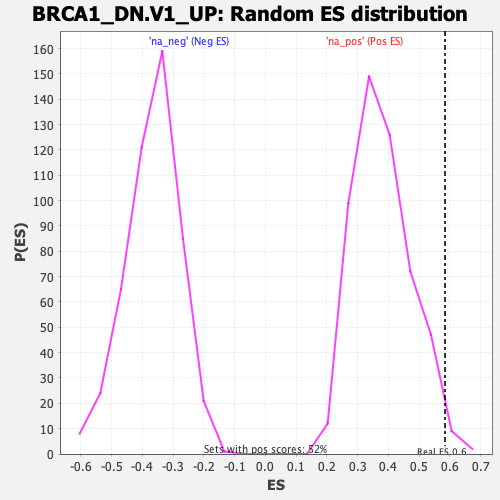 BRCA1_DN.V1_UP: Random ES distribution
'na_neg' (Neg ES)
'na_pos' (Pos ES)
160
150
140
130
120
110
100
90
80
70
60
50
40
30
20
10
0
P(ES)
Sets with pos scores: 52%
Real ES 0.6
-0.6 -0.5 -0.4 -0.3 -0.2 -0.1 0.0 0.1 0.2 0.3 0.4 0.5 0.6 0.7
ES